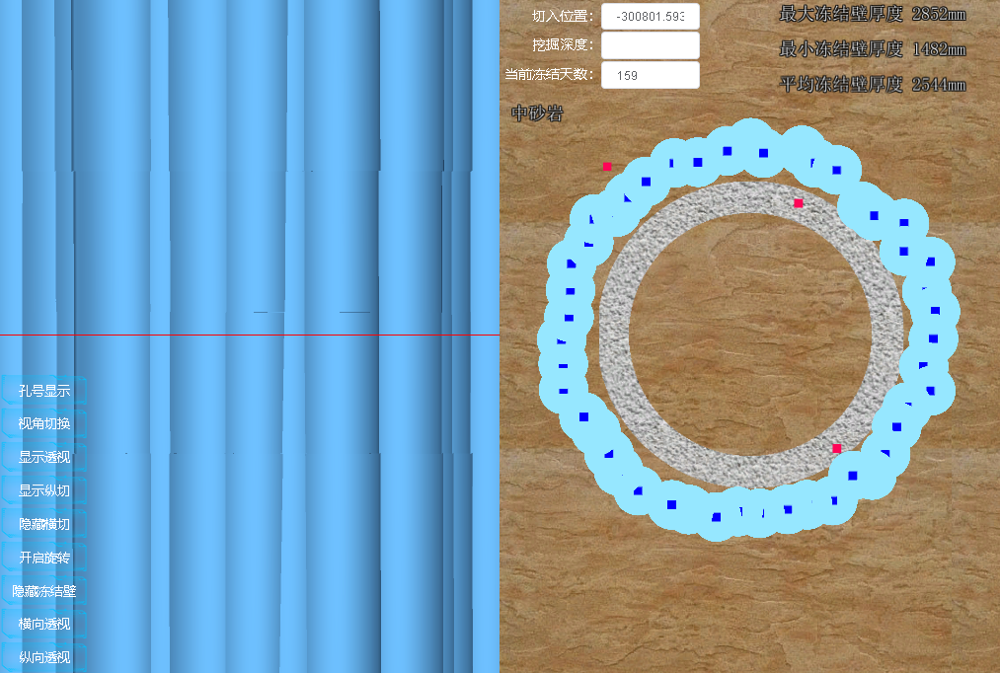 切入位置: -300801.593
挖掘深度:
当前冻结天数: 159
最大冻结壁厚度 2852mm
最小冻结壁厚度 1482mm
平均冻结壁厚度 2544mm
中砂岩
孔号显示
视角切换
显示透视
显示纵切
隐藏横切
开启旋转
隐藏冻结壁
横向透视
纵向透视